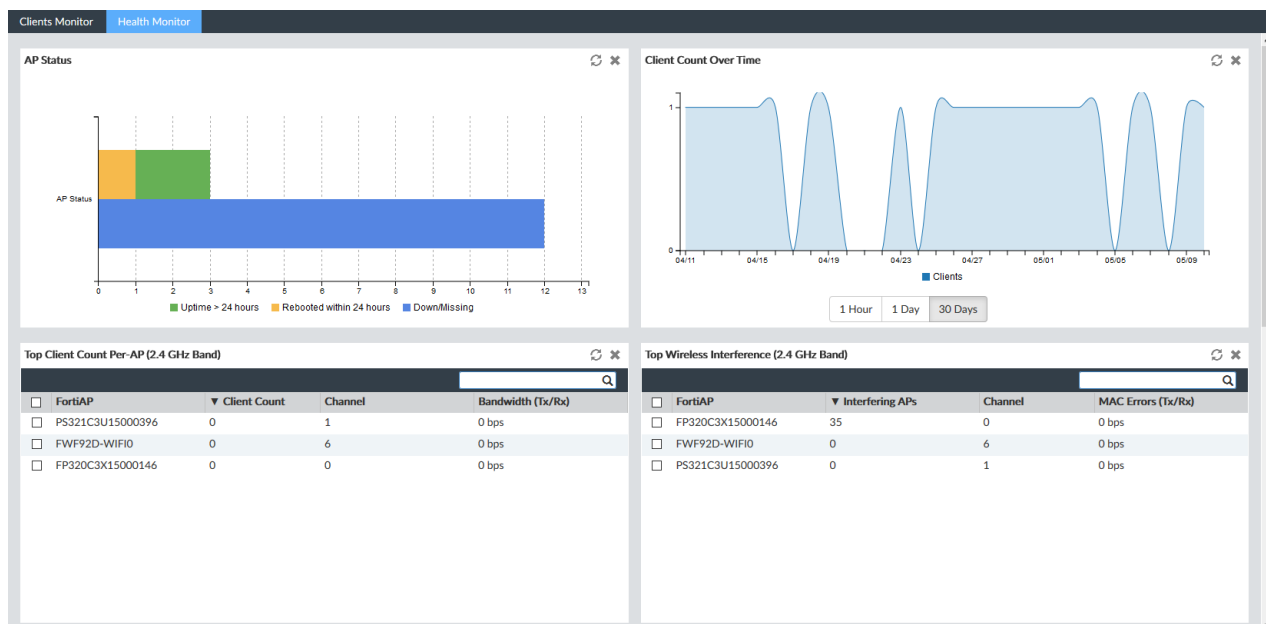 Clients Monitor Health Monitor
AP Status
AP Status
0 1 2 3 4 5 6 7 8 9 10 11 12 13
Uptime > 24 hours Rebooted within 24 hours Down/Missing
Client Count Over Time
1
0
04/11 04/15 04/19 04/23 04/27 05/01 05/05 05/09
Clients
1 Hour 1 Day 30 Days
Top Client Count Per-AP (2.4 GHz Band)
FortiAP ▼ Client Count Channel Bandwidth (Tx/Rx)
PS321C3U15000396 0 1 0 bps
FWF92D-WIFI0 0 6 0 bps
FP320C3X15000146 0 0 0 bps
Top Wireless Interference (2.4 GHz Band)
FortiAP ▼ Interfering APs Channel MAC Errors (Tx/Rx)
FP320C3X15000146 35 0 0 bps
FWF92D-WIFI0 0 6 0 bps
PS321C3U15000396 0 1 0 bps